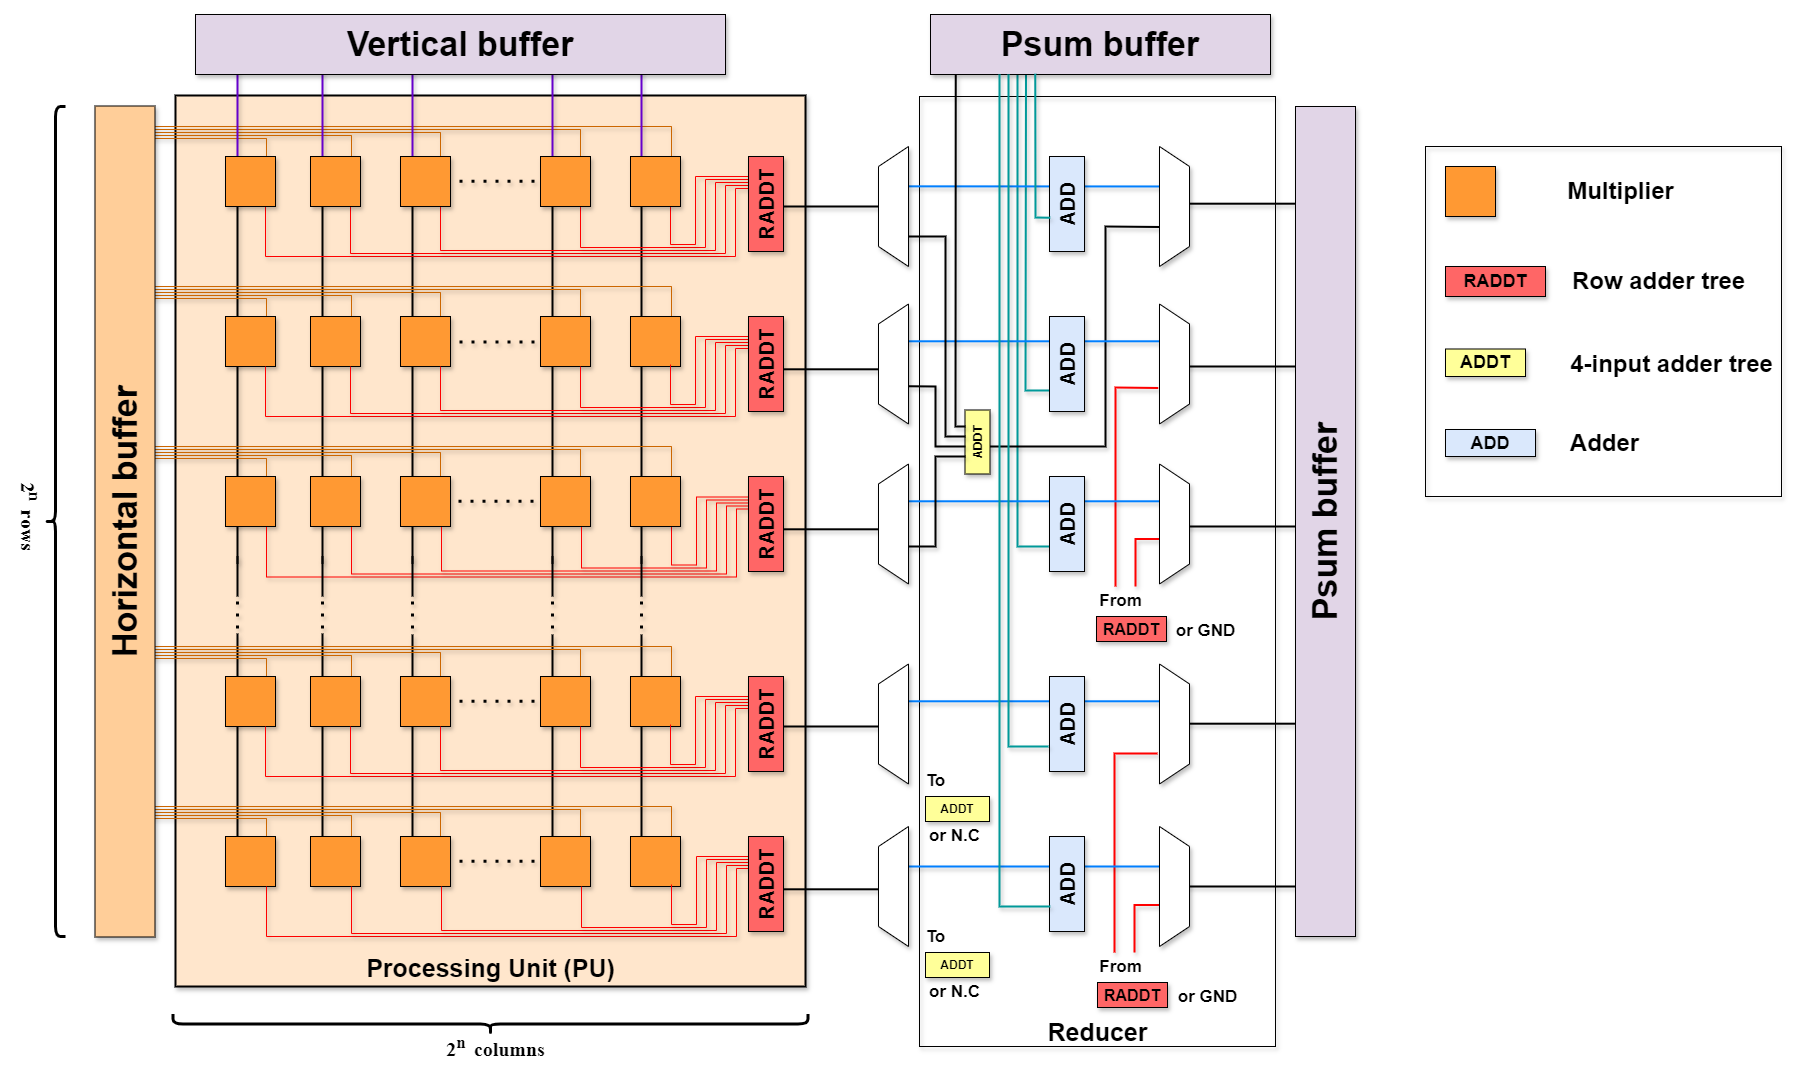 Vertical buffer
Psum buffer
Horizontal buffer
2n rows
RADDT
RADDT
RADDT
RADDT
RADDT
Processing Unit (PU)
2n columns
ADD
ADD
ADD
ADD
ADD
ADDT
From
RADDT or GND
To
ADDT
or N.C
To
ADDT
or N.C
From
RADDT or GND
Reducer
Psum buffer
Multiplier
RADDT Row adder tree
ADDT 4-input adder tree
ADD Adder